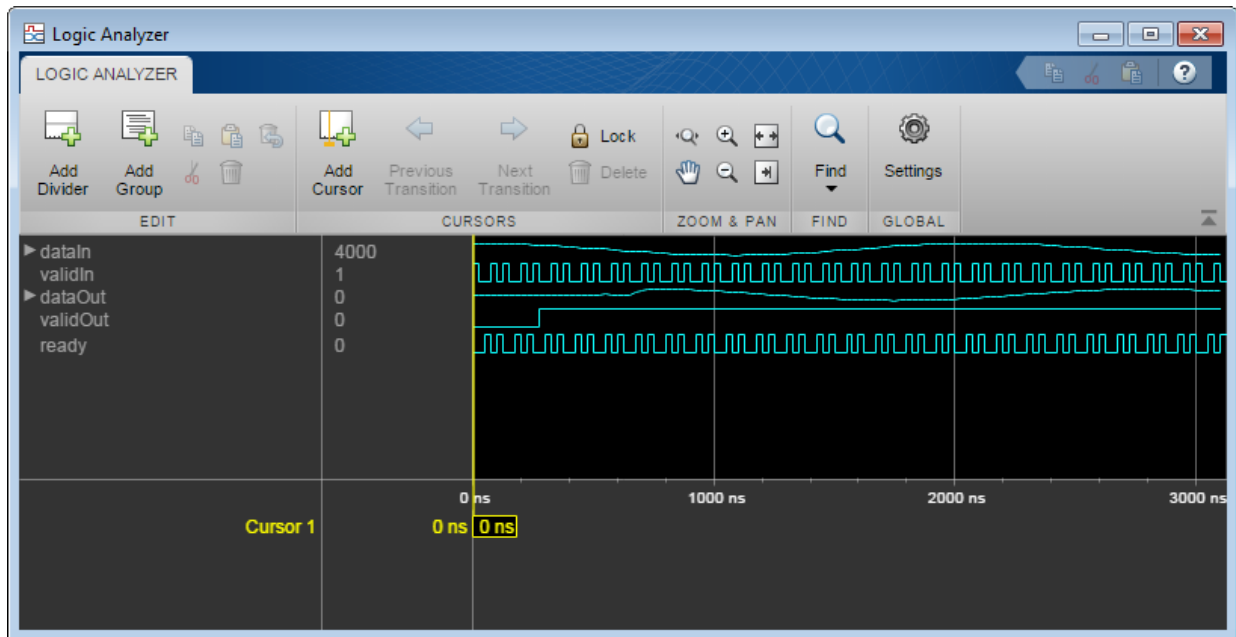 Logic Analyzer
LOGIC ANALYZER
?
Add Divider
Add Group
Add Cursor
Previous Transition
Next Transition
Lock
Delete
Find
Settings
EDIT
CURSORS
ZOOM & PAN
FIND
GLOBAL
dataIn 4000
validIn 1
dataOut 0
validOut 0
ready 0
0 ns 1000 ns 2000 ns 3000 ns
Cursor 1 0 ns 0 ns